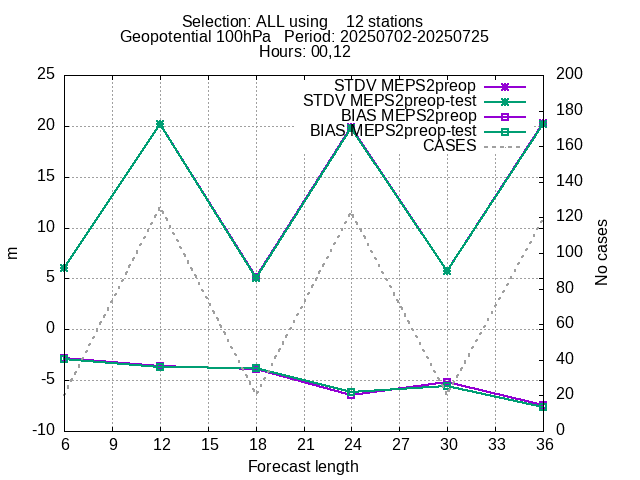 Selection: ALL using    12 stations
Geopotential 100hPa   Period: 20250702-20250725
Hours: 00,12
25 200
STDV MEPS2preop
STDV MEPS2preop-test
BIAS MEPS2preop
BIAS MEPS2preop-test
CASES
20
15
10
5
0
-5
-10
180
160
140
120
100
80
60
40
20
0
m
No cases
6 9 12 15 18 21 24 27 30 33 36
Forecast length